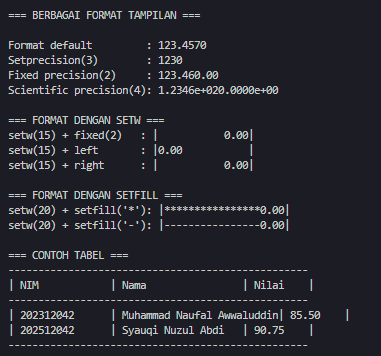 === BERBAGAI FORMAT TAMPILAN ===
Format default        : 123.4570
Setprecision(3)       : 1230
Fixed precision(2)    : 123.460.00
Scientific precision(4): 1.2346e+020.0000e+00
=== FORMAT DENGAN SETW ===
setw(15) + fixed(2)   : |           0.00|
setw(15) + left       : |0.00           |
setw(15) + right      : |           0.00|
=== FORMAT DENGAN SETFILL ===
setw(20) + setfill('*'): |****************0.00|
setw(20) + setfill('-'): |----------------0.00|
=== CONTOH TABEL ===
--------------------------------------------------
| NIM            | Nama                | Nilai    |
--------------------------------------------------
| 202312042      | Muhammad Naufal Awwaluddin| 85.50    |
| 202512042      | Syauqi Nuzul Abdi   | 90.75    |
--------------------------------------------------